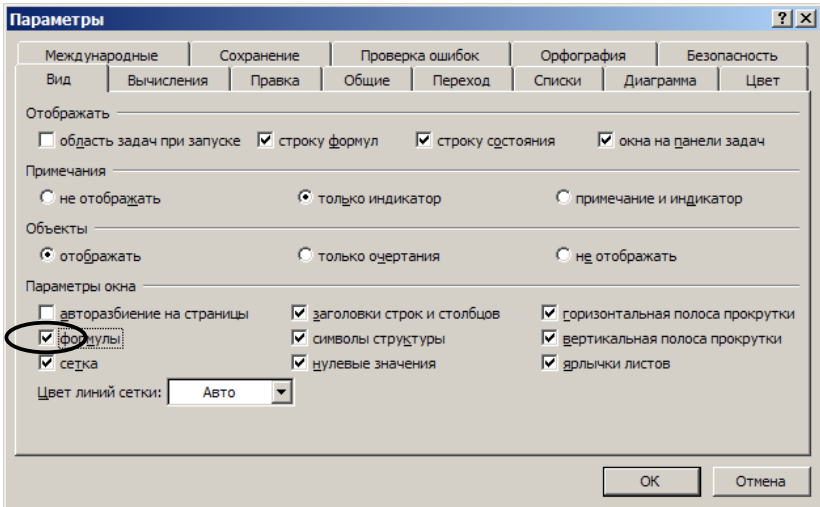 Параметры
Международные Сохранение Проверка ошибок Орфография Безопасность
Вид Вычисления Правка Общие Переход Списки Диаграмма Цвет
Отображать
область задач при запуске строку формул строку состояния окна на панели задач
Примечания
не отображать только индикатор примечание и индикатор
Объекты
отображать только очертания не отображать
Параметры окна
авторазбиение на страницы заголовки строк и столбцов горизонтальная полоса прокрутки
формулы символы структуры вертикальная полоса прокрутки
сетка нулевые значения ярлычки листов
Цвет линий сетки: Авто
ОК Отмена